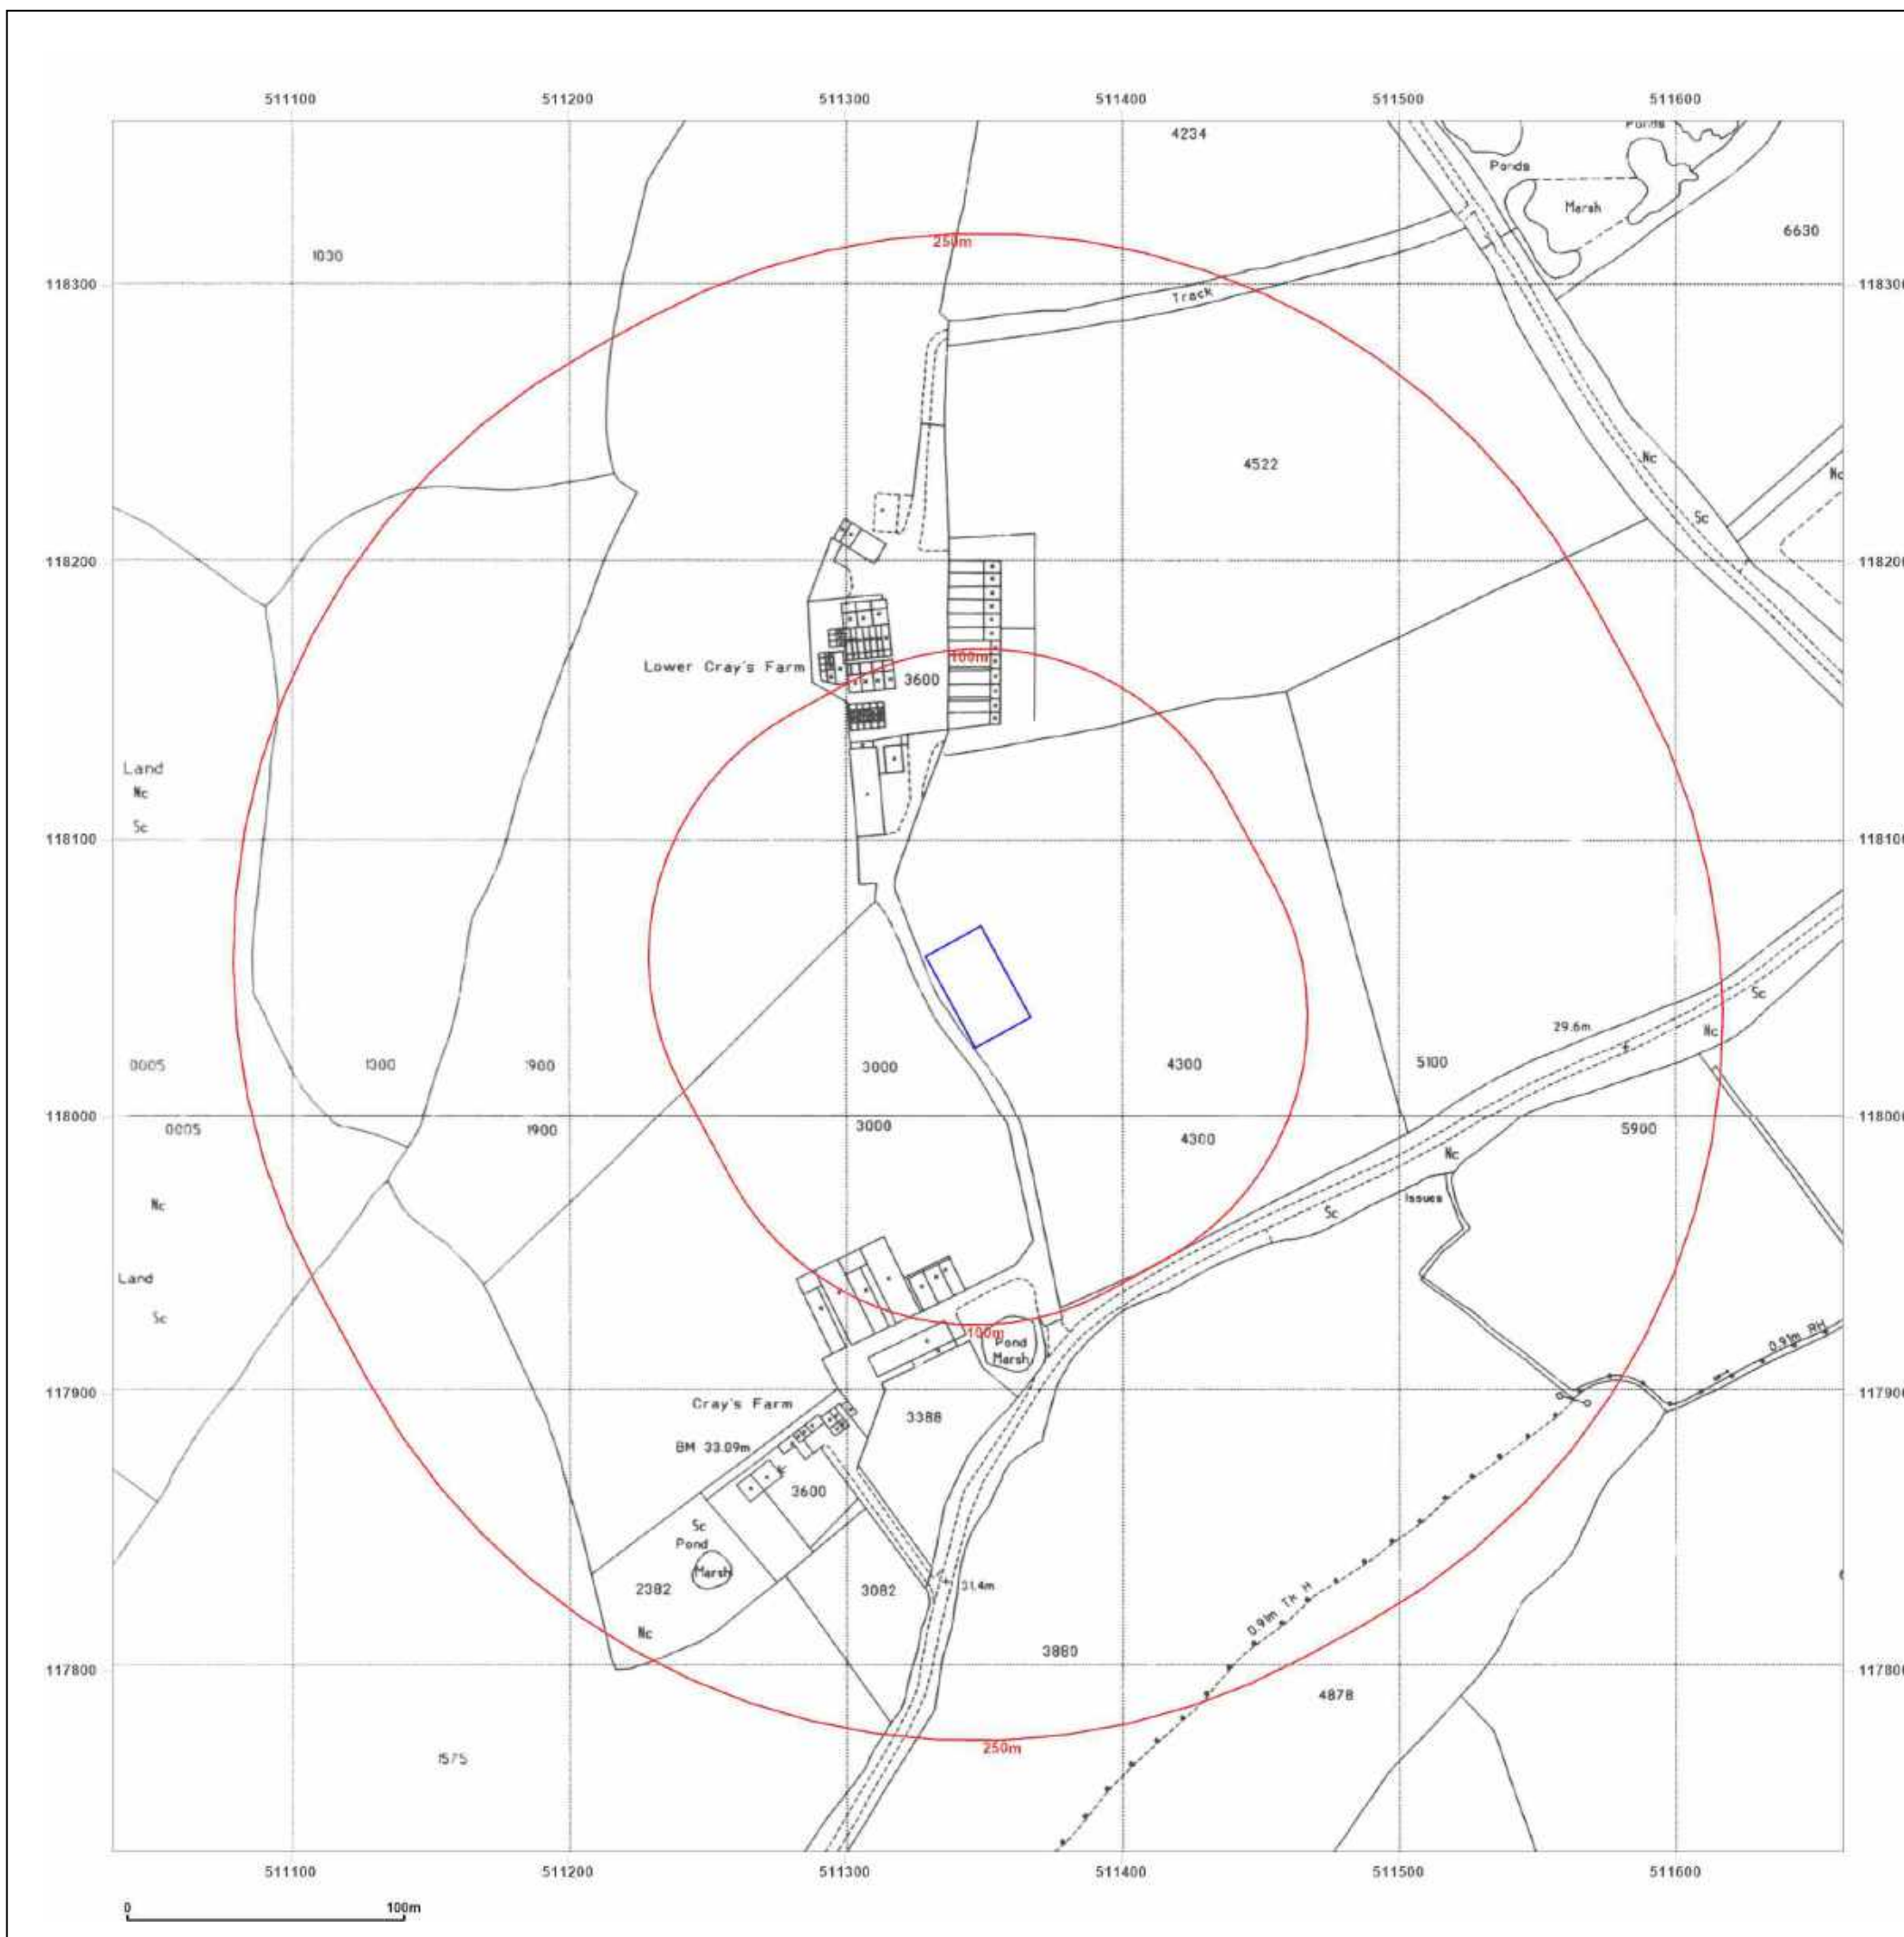 511100 511200 511300 511400 511500 511600
4234
Ponds
Ponds
Marsh
6630
250m
1030
118300 118300
Track
Nc
4522
Nc
Sc
118200 118200
100m
Lower Cray's Farm
3600
Land
Nc
Sc
118100 118100
Sc
29.6m
Nc
0005 1300 1900 3000 4300 5100
118000 118000
0005 1900 3000 4300 5900
Nc
Issues
Nc
Sc
Land
Sc
100m
Pond
Marsh
0.91m RH
117900 117900
Cray's Farm
3388
BM 33.09m
3600
Sc
Pond
Marsh
2382 3082 31.4m
0.91m Tk H
Nc
3880
117800 117800
4878
250m
1575
511100 511200 511300 511400 511500 511600
0 100m